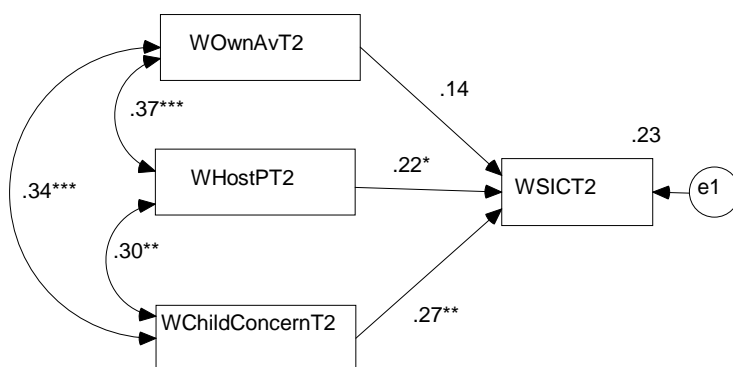 WOwnAvT2
.14
.37***
.23
WHostPT2
.22*
WSICT2
e1
.34***
.30**
WChildConcernT2
.27**